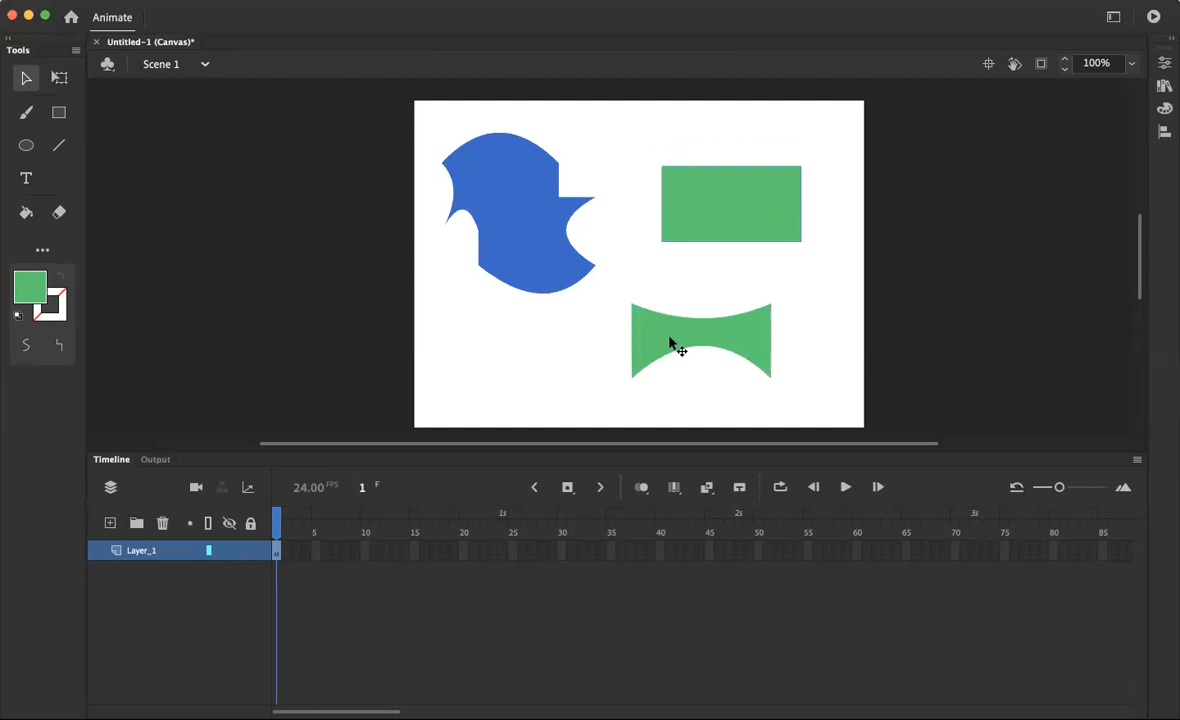 Animate
Tools
Untitled-1 (Canvas)*
Scene 1
100%
T
Timeline
Output
24.00 FPS
1 F
1s 2s 3s
5 10 15 20 25 30 35 40 45 50 55 60 65 70 75 80 85
Layer_1